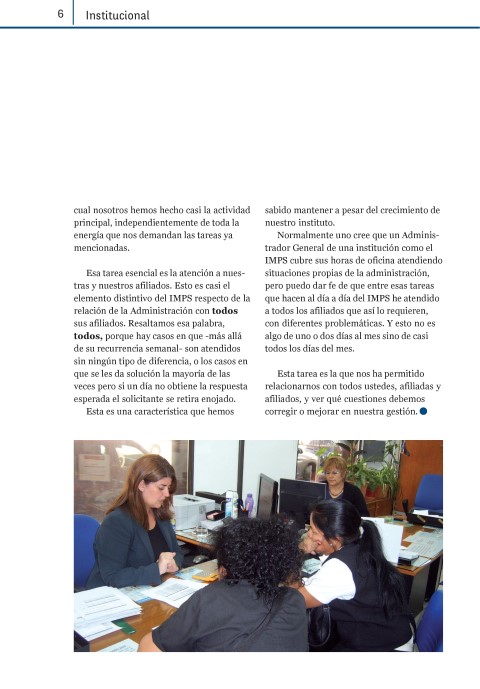 6
Institucional
cual nosotros hemos hecho casi la actividad
principal, independientemente de toda la
energía que nos demandan las tareas ya
mencionadas.
Esa tarea esencial es la atención a nues-
tras y nuestros afiliados. Esto es casi el
elemento distintivo del IMPS respecto de la
relación de la Administración con todos
sus afiliados. Resaltamos esa palabra,
todos, porque hay casos en que -más allá
de su recurrencia semanal- son atendidos
sin ningún tipo de diferencia, o los casos en
que se les da solución la mayoría de las
veces pero si un día no obtiene la respuesta
esperada el solicitante se retira enojado.
Esta es una característica que hemos
sabido mantener a pesar del crecimiento de
nuestro instituto.
Normalmente uno cree que un Adminis-
trador General de una institución como el
IMPS cubre sus horas de oficina atendiendo
situaciones propias de la administración,
pero puedo dar fe de que entre esas tareas
que hacen al día a día del IMPS he atendido
a todos los afiliados que así lo requieren,
con diferentes problemáticas. Y esto no es
algo de uno o dos días al mes sino de casi
todos los días del mes.
Esta tarea es la que nos ha permitido
relacionarnos con todos ustedes, afiliadas y
afiliados, y ver qué cuestiones debemos
corregir o mejorar en nuestra gestión.